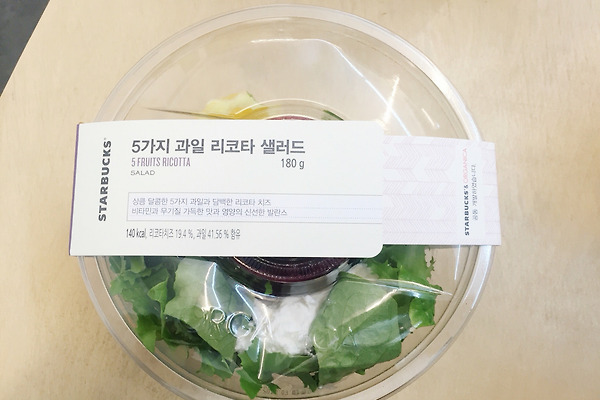 STARBUCKS
5가지 과일 리코타 샐러드
5 FRUITS RICOTTA
180 g
SALAD
상큼 달콤한 5가지 과일과 담백한 리코타 치즈
비타민과 무기질 가득한 맛과 영양의 신선한 발란스
140 kcal, 리코타치즈 19.4 %, 과일 41.56 % 함유
STARBUCKS